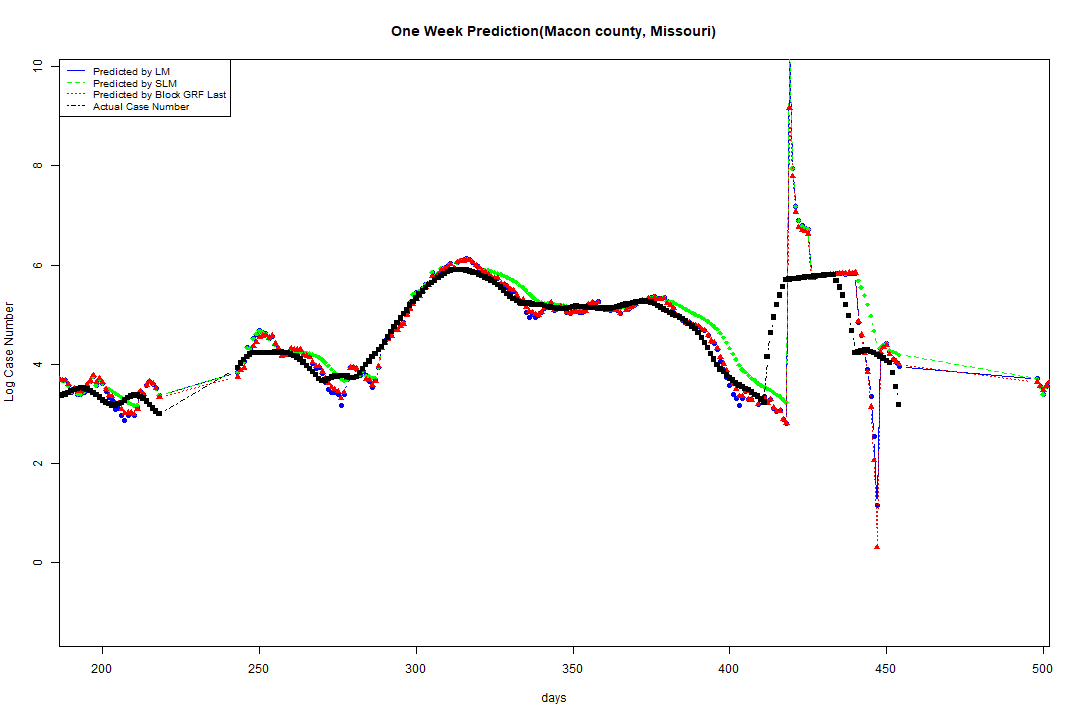 One Week Prediction(Macon county, Missouri)
Predicted by LM
Predicted by SLM
Predicted by Block GRF Last
Actual Case Number
10
8
6
4
2
0
Log Case Number
200 250 300 350 400 450 500
days